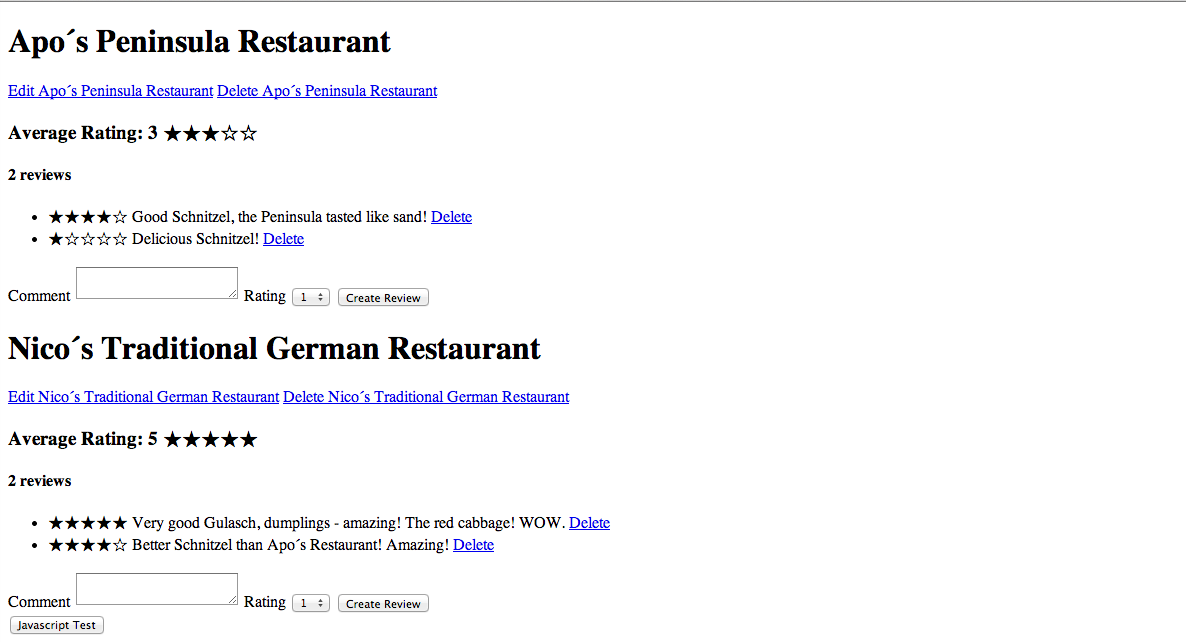 Apo´s Peninsula Restaurant
Edit Apo´s Peninsula Restaurant Delete Apo´s Peninsula Restaurant
Average Rating: 3 ★★★☆☆
2 reviews
• ★★★★☆ Good Schnitzel, the Peninsula tasted like sand! Delete
• ★☆☆☆☆ Delicious Schnitzel! Delete
Comment Rating 1 Create Review
Nico´s Traditional German Restaurant
Edit Nico´s Traditional German Restaurant Delete Nico´s Traditional German Restaurant
Average Rating: 5 ★★★★★
2 reviews
• ★★★★★ Very good Gulasch, dumplings - amazing! The red cabbage! WOW. Delete
• ★★★★☆ Better Schnitzel than Apo´s Restaurant! Amazing! Delete
Comment Rating 1 Create Review
Javascript Test